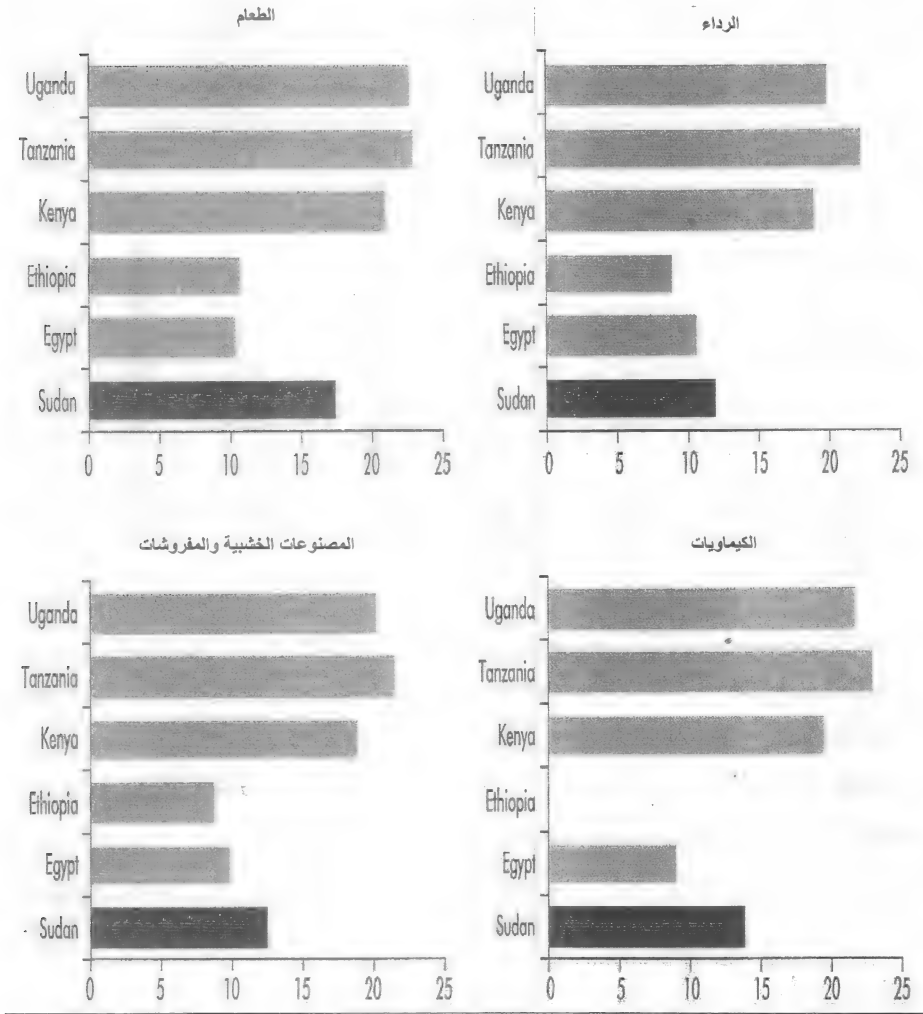 الطعام
Uganda
Tanzania
Kenya
Ethiopia
Egypt
Sudan
0 5 10 15 20 25
الرداء
Uganda
Tanzania
Kenya
Ethiopia
Egypt
Sudan
0 5 10 15 20 25
المصنوعات الخشبية والمفروشات
Uganda
Tanzania
Kenya
Ethiopia
Egypt
Sudan
0 5 10 15 20 25
الكيماويات
Uganda
Tanzania
Kenya
Ethiopia
Egypt
Sudan
0 5 10 15 20 25